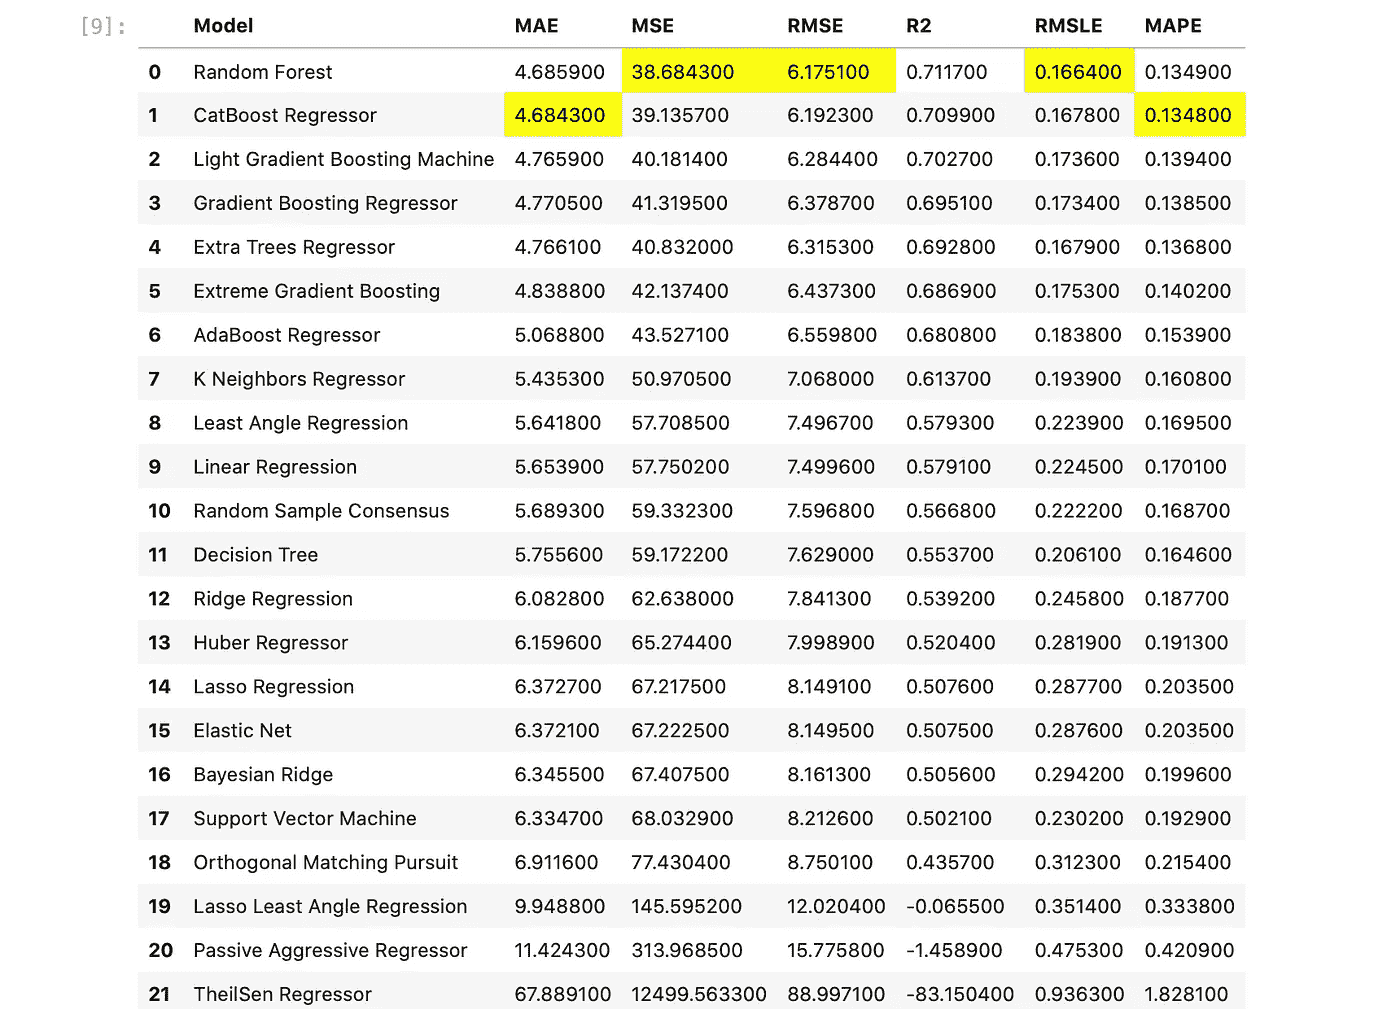 [9]: Model MAE MSE RMSE R2 RMSLE MAPE
0 Random Forest 4.685900 38.684300 6.175100 0.711700 0.166400 0.134900
1 CatBoost Regressor 4.684300 39.135700 6.192300 0.709900 0.167800 0.134800
2 Light Gradient Boosting Machine 4.765900 40.181400 6.284400 0.702700 0.173600 0.139400
3 Gradient Boosting Regressor 4.770500 41.319500 6.378700 0.695100 0.173400 0.138500
4 Extra Trees Regressor 4.766100 40.832000 6.315300 0.692800 0.167900 0.136800
5 Extreme Gradient Boosting 4.838800 42.137400 6.437300 0.686900 0.175300 0.140200
6 AdaBoost Regressor 5.068800 43.527100 6.559800 0.680800 0.183800 0.153900
7 K Neighbors Regressor 5.435300 50.970500 7.068000 0.613700 0.193900 0.160800
8 Least Angle Regression 5.641800 57.708500 7.496700 0.579300 0.223900 0.169500
9 Linear Regression 5.653900 57.750200 7.499600 0.579100 0.224500 0.170100
10 Random Sample Consensus 5.689300 59.332300 7.596800 0.566800 0.222200 0.168700
11 Decision Tree 5.755600 59.172200 7.629000 0.553700 0.206100 0.164600
12 Ridge Regression 6.082800 62.638000 7.841300 0.539200 0.245800 0.187700
13 Huber Regressor 6.159600 65.274400 7.998900 0.520400 0.281900 0.191300
14 Lasso Regression 6.372700 67.217500 8.149100 0.507600 0.287700 0.203500
15 Elastic Net 6.372100 67.222500 8.149500 0.507500 0.287600 0.203500
16 Bayesian Ridge 6.345500 67.407500 8.161300 0.505600 0.294200 0.199600
17 Support Vector Machine 6.334700 68.032900 8.212600 0.502100 0.230200 0.192900
18 Orthogonal Matching Pursuit 6.911600 77.430400 8.750100 0.435700 0.312300 0.215400
19 Lasso Least Angle Regression 9.948800 145.595200 12.020400 -0.065500 0.351400 0.333800
20 Passive Aggressive Regressor 11.424300 313.968500 15.775800 -1.458900 0.475300 0.420900
21 TheilSen Regressor 67.889100 12499.563300 88.997100 -83.150400 0.936300 1.828100